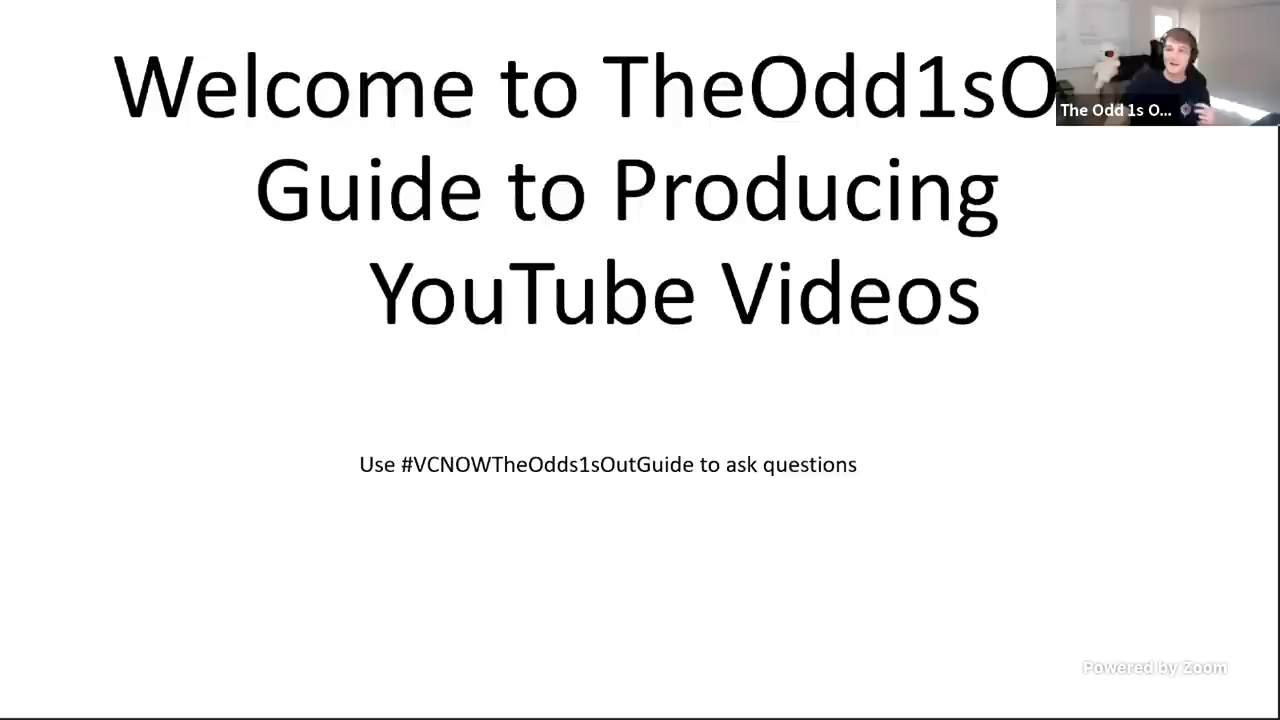 Welcome to TheOdd1sO
The Odd 1s O...
Guide to Producing
YouTube Videos
Use #VCNOWTheOdds1sOutGuide to ask questions
Powered by Zoom